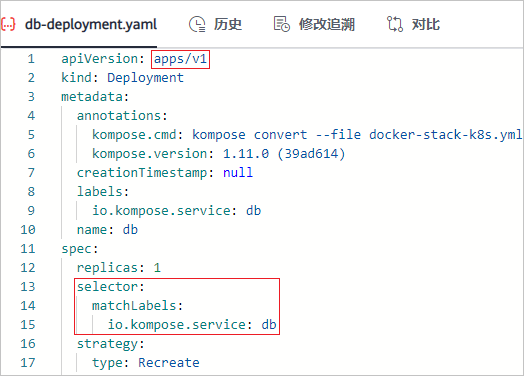 db-deployment.yaml 历史 修改追溯 对比
1 apiVersion: apps/v1
2 kind: Deployment
3 metadata:
4   annotations:
5     kompose.cmd: kompose convert --file docker-stack-k8s.yml
6     kompose.version: 1.11.0 (39ad614)
7   creationTimestamp: null
8   labels:
9     io.kompose.service: db
10   name: db
11 spec:
12   replicas: 1
13   selector:
14     matchLabels:
15       io.kompose.service: db
16   strategy:
17     type: Recreate